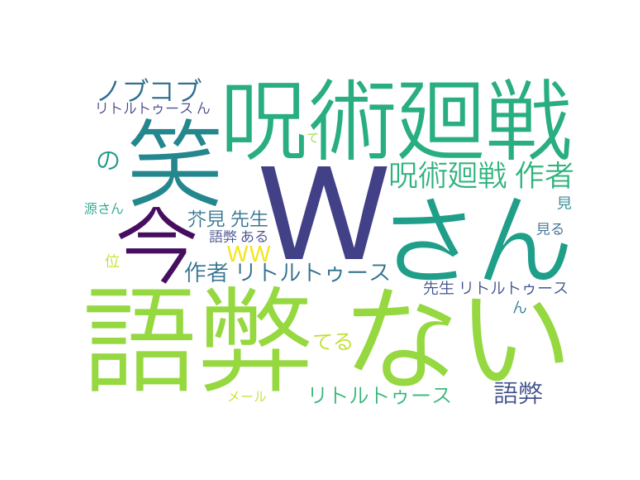 ノブコブ
呪術廻戦
リトルトゥース ん
笑
て
の
W
呪術廻戦 作者
見
源さん
今
芥見 先生
さん
見る
語弊 ある
ww
位
作者 リトルトゥース
先生 リトルトゥース
語弊 ない
ん
てる
メール
リトルトゥース
語弊